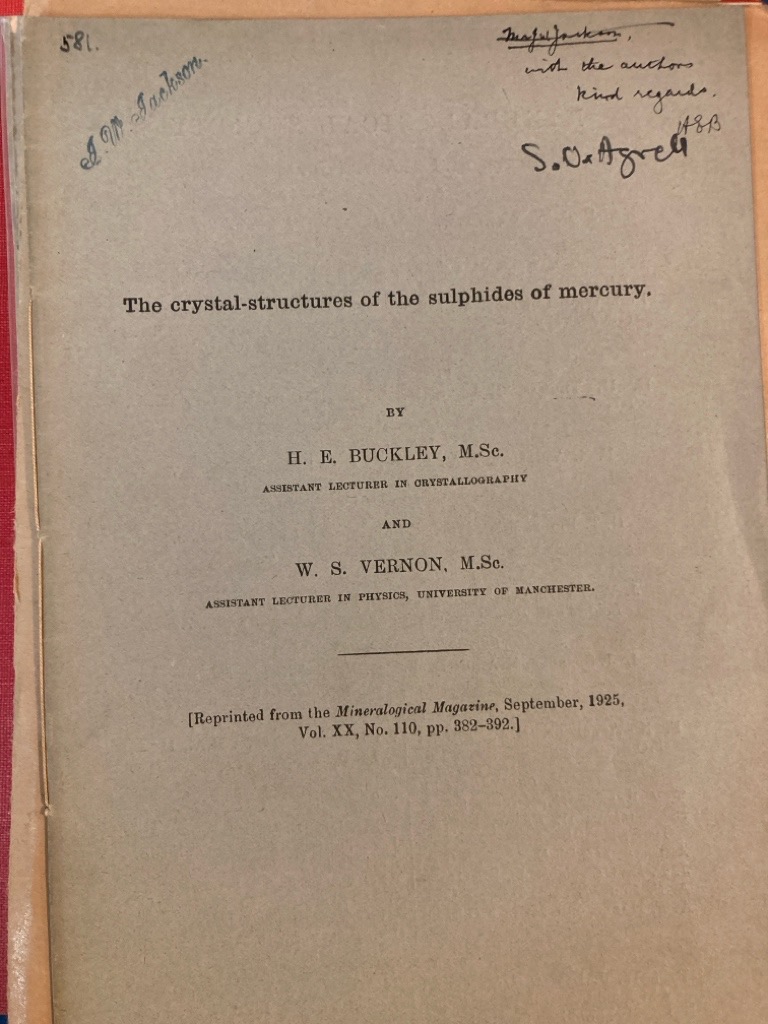 581.
J. W. Jackson.
Jackson,
with the authors
kind regards.
S. O. Agrell
The crystal-structures of the sulphides of mercury.
BY
H. E. BUCKLEY, M.Sc.
ASSISTANT LECTURER IN CRYSTALLOGRAPHY
AND
W. S. VERNON, M.Sc.
ASSISTANT LECTURER IN PHYSICS, UNIVERSITY OF MANCHESTER.
[Reprinted from the Mineralogical Magazine, September, 1925,
Vol. XX, No. 110, pp. 382–392.]